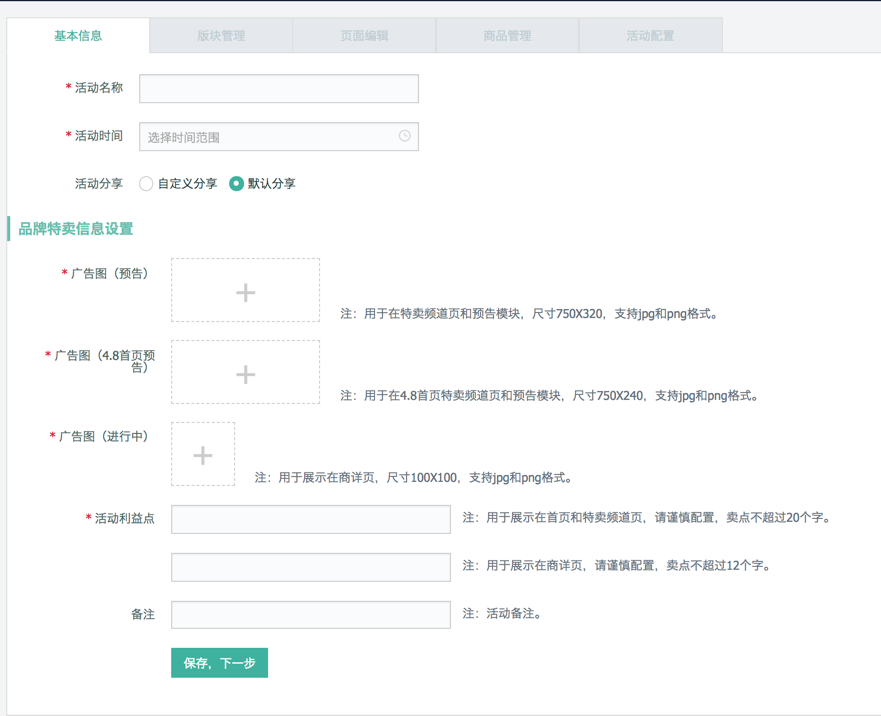 基本信息 版块管理 页面编辑 商品管理 活动配置
* 活动名称
* 活动时间 选择时间范围
活动分享 自定义分享 默认分享
品牌特卖信息设置
* 广告图（预告）
注：用于在特卖频道页和预告模块，尺寸750X320，支持jpg和png格式。
* 广告图（4.8首页预
告）
注：用于在4.8首页特卖频道页和预告模块，尺寸750X240，支持jpg和png格式。
* 广告图（进行中）
注：用于展示在商详页，尺寸100X100，支持jpg和png格式。
* 活动利益点 注：用于展示在首页和特卖频道页，请谨慎配置，卖点不超过20个字。
注：用于展示在商详页，请谨慎配置，卖点不超过12个字。
备注 注：活动备注。
保存，下一步